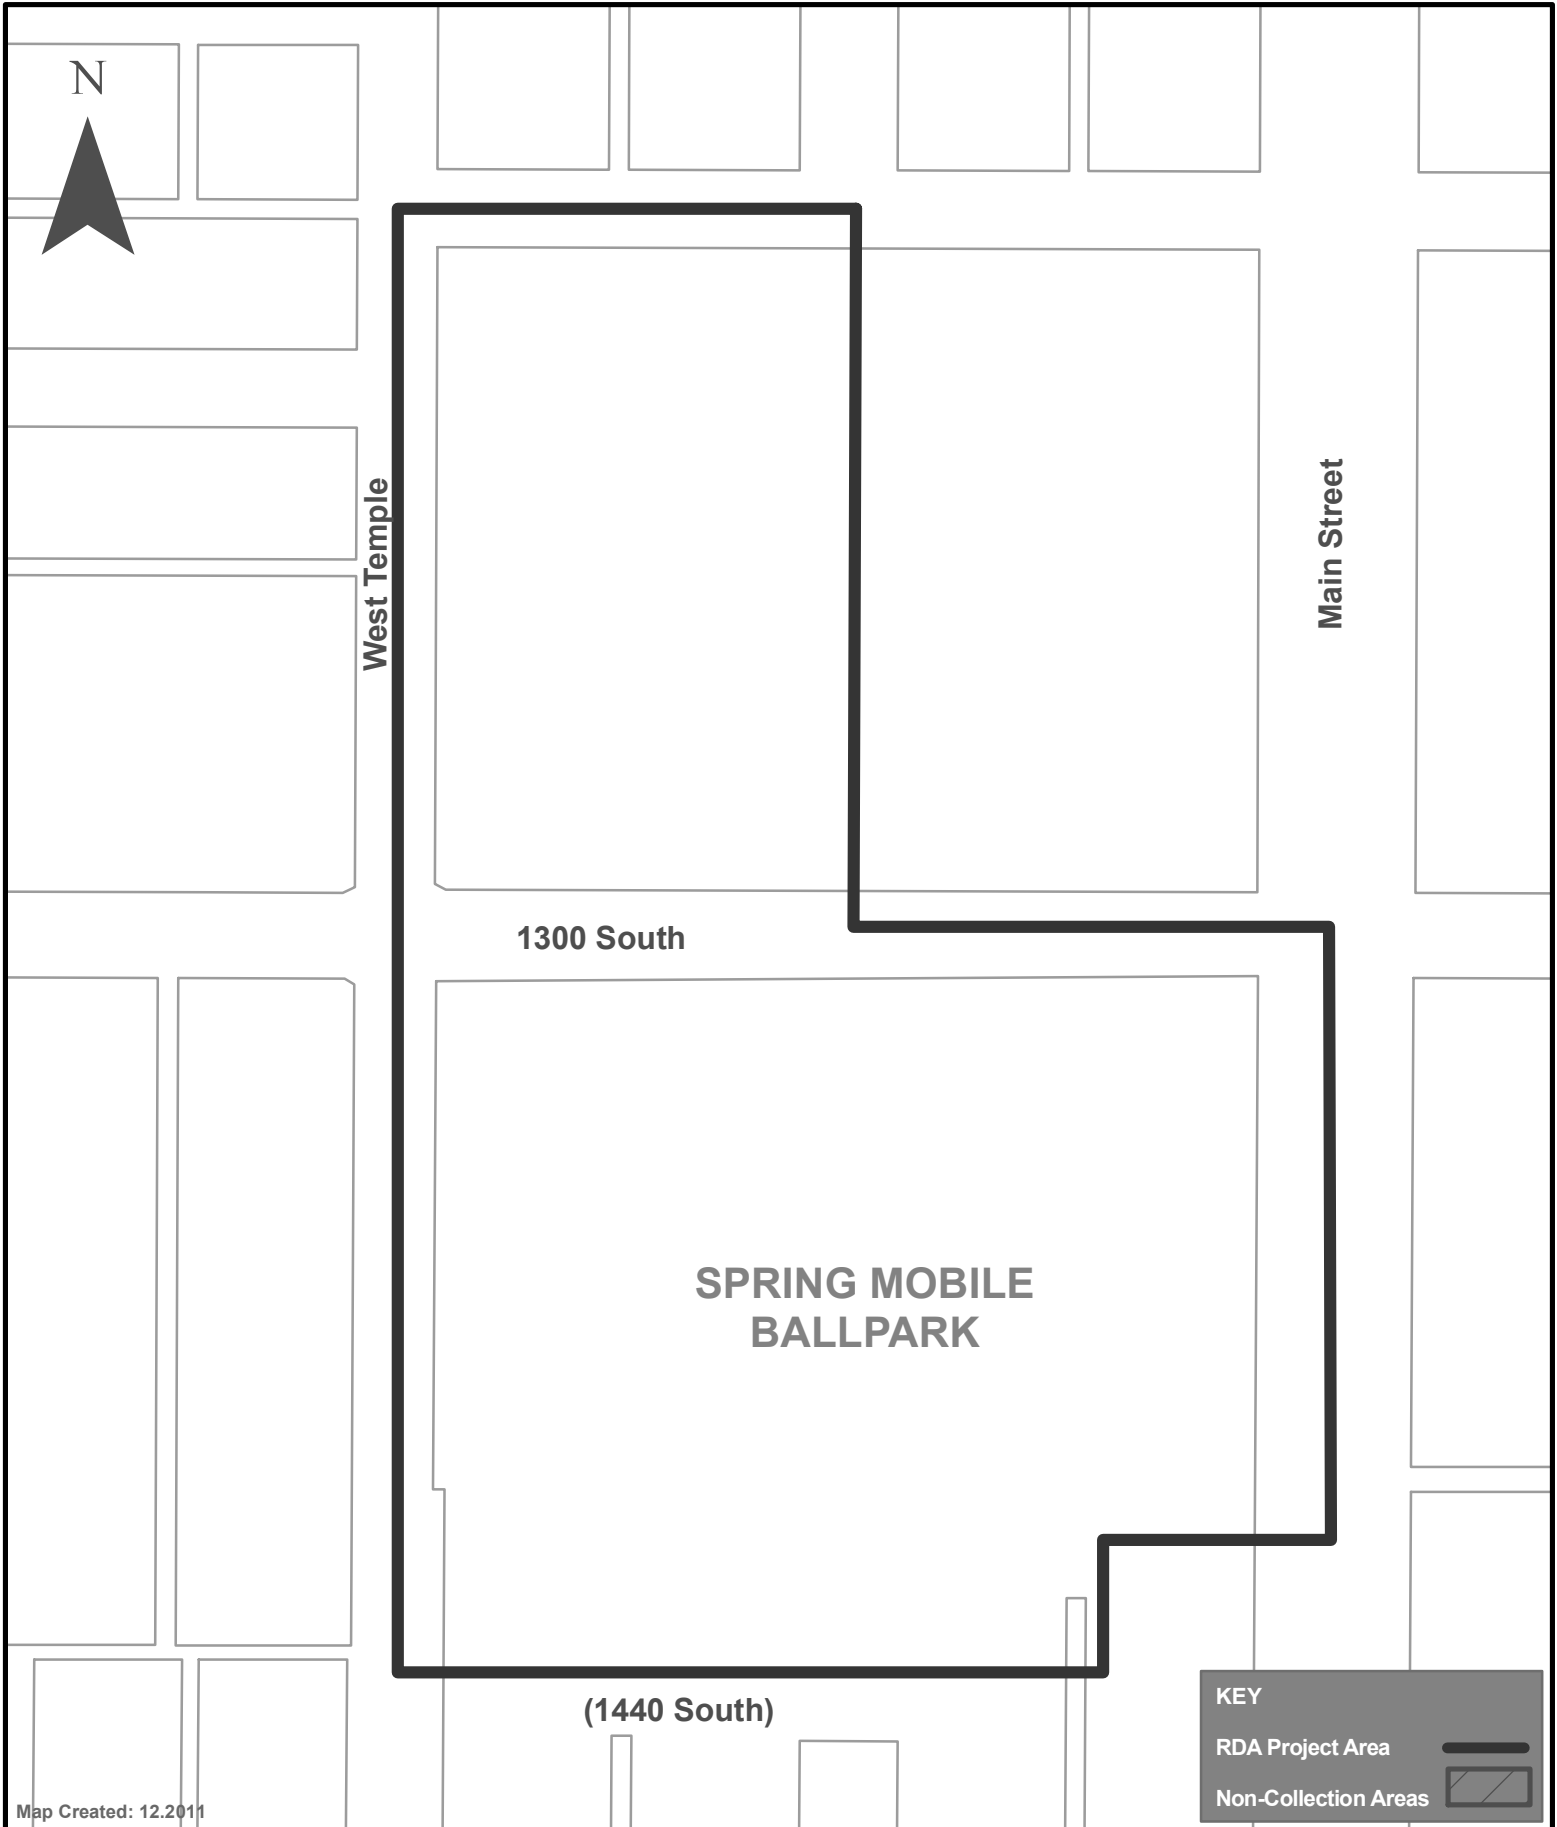 N
West Temple
Main Street
1300 South
SPRING MOBILE
BALLPARK
(1440 South)
KEY
RDA Project Area
Non-Collection Areas
Map Created: 12.2011